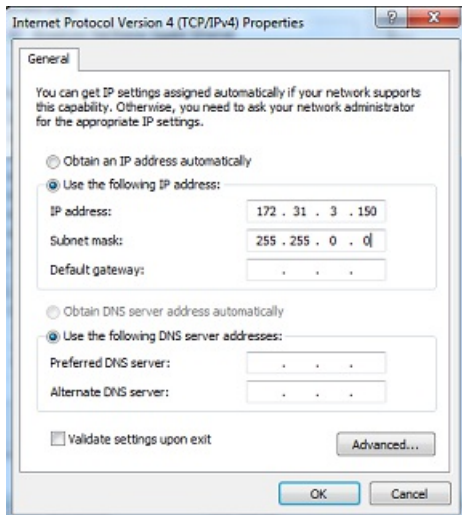 Internet Protocol Version 4 (TCP/IPv4) Properties
General
You can get IP settings assigned automatically if your network supports
this capability. Otherwise, you need to ask your network administrator
for the appropriate IP settings.
Obtain an IP address automatically
Use the following IP address:
IP address: 172 . 31 . 3 . 150
Subnet mask: 255 . 255 . 0 . 0
Default gateway: . . .
Obtain DNS server address automatically
Use the following DNS server addresses:
Preferred DNS server: . . .
Alternate DNS server: . . .
Validate settings upon exit
Advanced...
OK Cancel